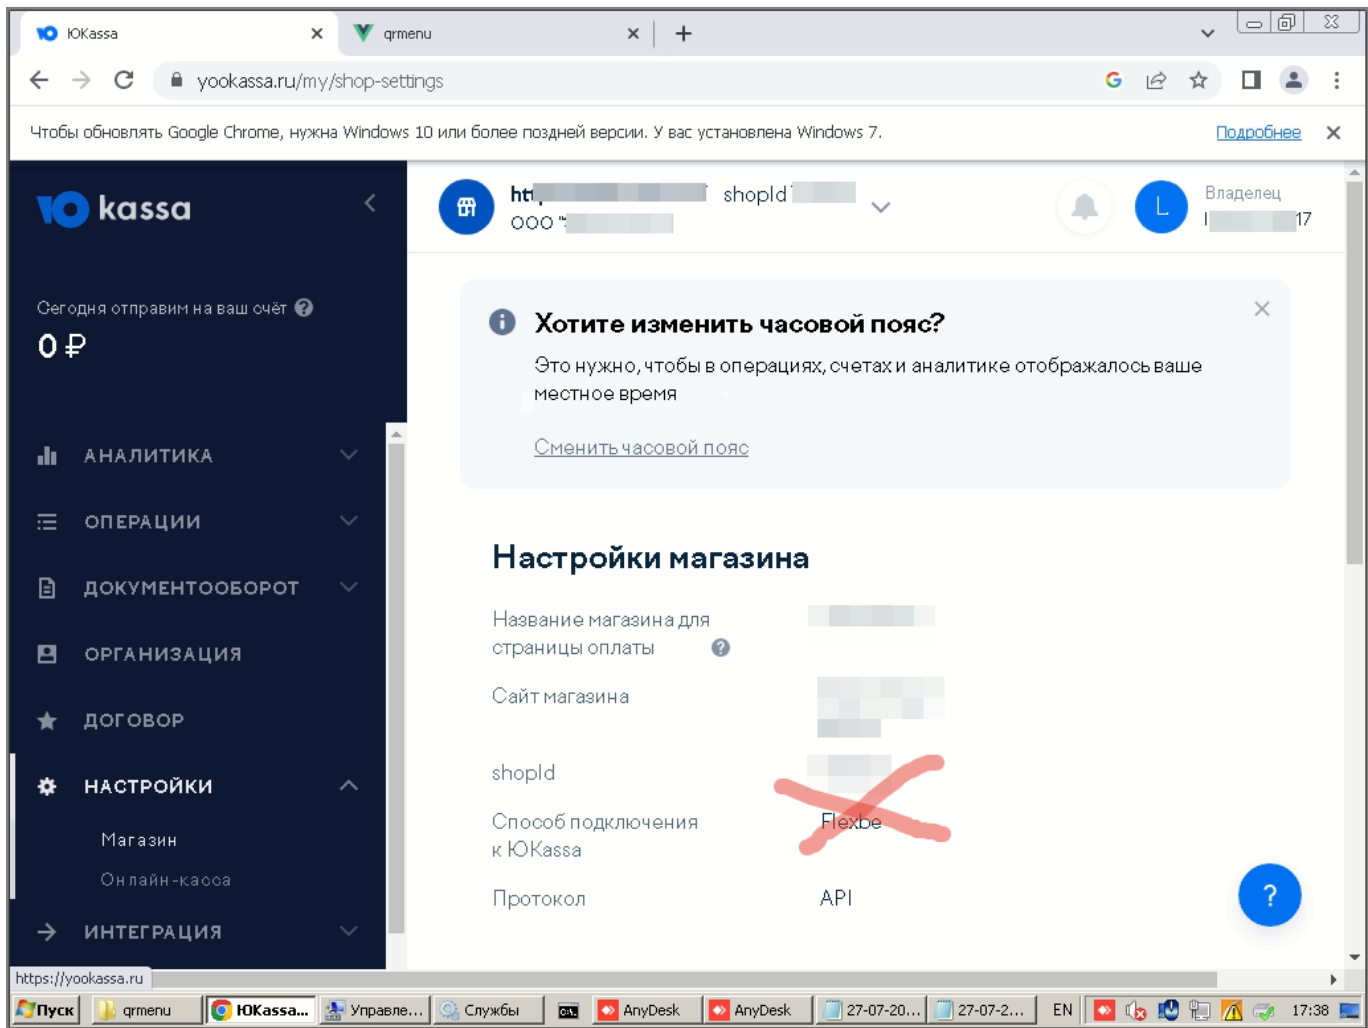 ЮKassa
qrmenu
yookassa.ru/my/shop-settings
Чтобы обновлять Google Chrome, нужна Windows 10 или более поздней версии. У вас установлена Windows 7.
Подробнее
Ю kassa
shopId
ООО "
Владелец
L
17
Сегодня отправим на ваш счёт
0 ₽
Хотите изменить часовой пояс?
Это нужно, чтобы в операциях, счетах и аналитике отображалось ваше
местное время
Сменить часовой пояс
АНАЛИТИКА
ОПЕРАЦИИ
ДОКУМЕНТООБОРОТ
ОРГАНИЗАЦИЯ
ДОГОВОР
НАСТРОЙКИ
Магазин
Онлайн-касса
ИНТЕГРАЦИЯ
Настройки магазина
Название магазина для
страницы оплаты
Сайт магазина
shopId
Способ подключения
к ЮKassa
Flexbe
Протокол
API
?
https://yookassa.ru
Пуск
qrmenu
ЮKassa...
Управле...
Службы
AnyDesk
AnyDesk
27-07-20...
27-07-2...
EN
17:38